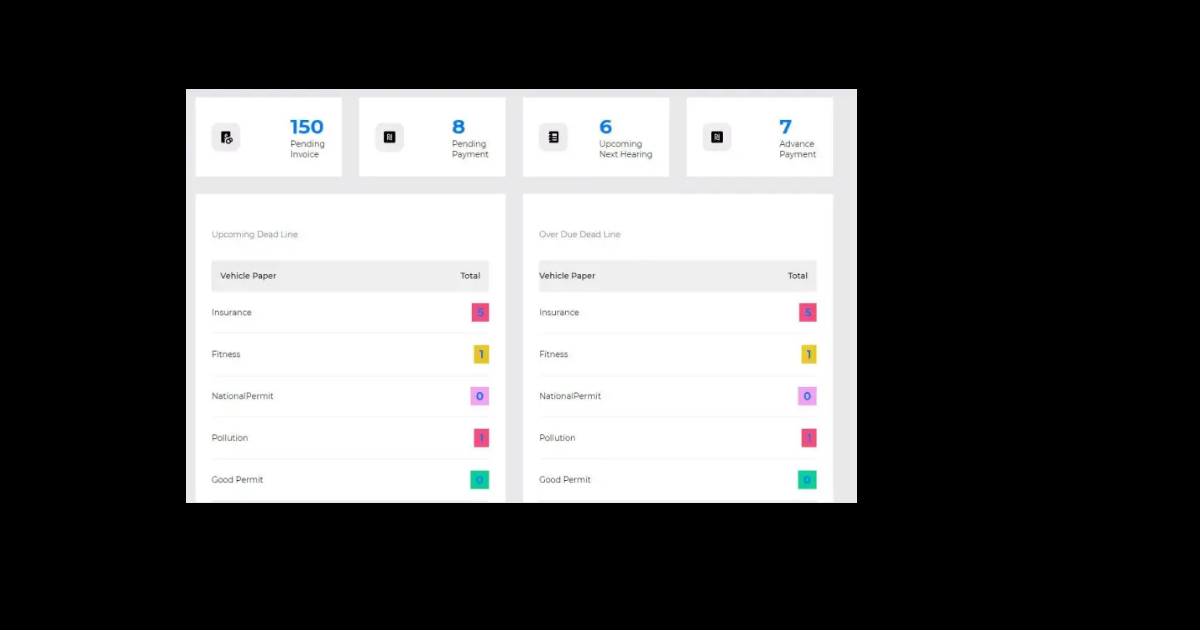 150
Pending
Invoice
8
Pending
Payment
6
Upcoming
Next Hearing
7
Advance
Payment
Upcoming Dead Line
Vehicle Paper Total
Insurance 5
Fitness 1
NationalPermit 0
Pollution 1
Good Permit 0
Over Due Dead Line
Vehicle Paper Total
Insurance 5
Fitness 1
NationalPermit 0
Pollution 1
Good Permit 0